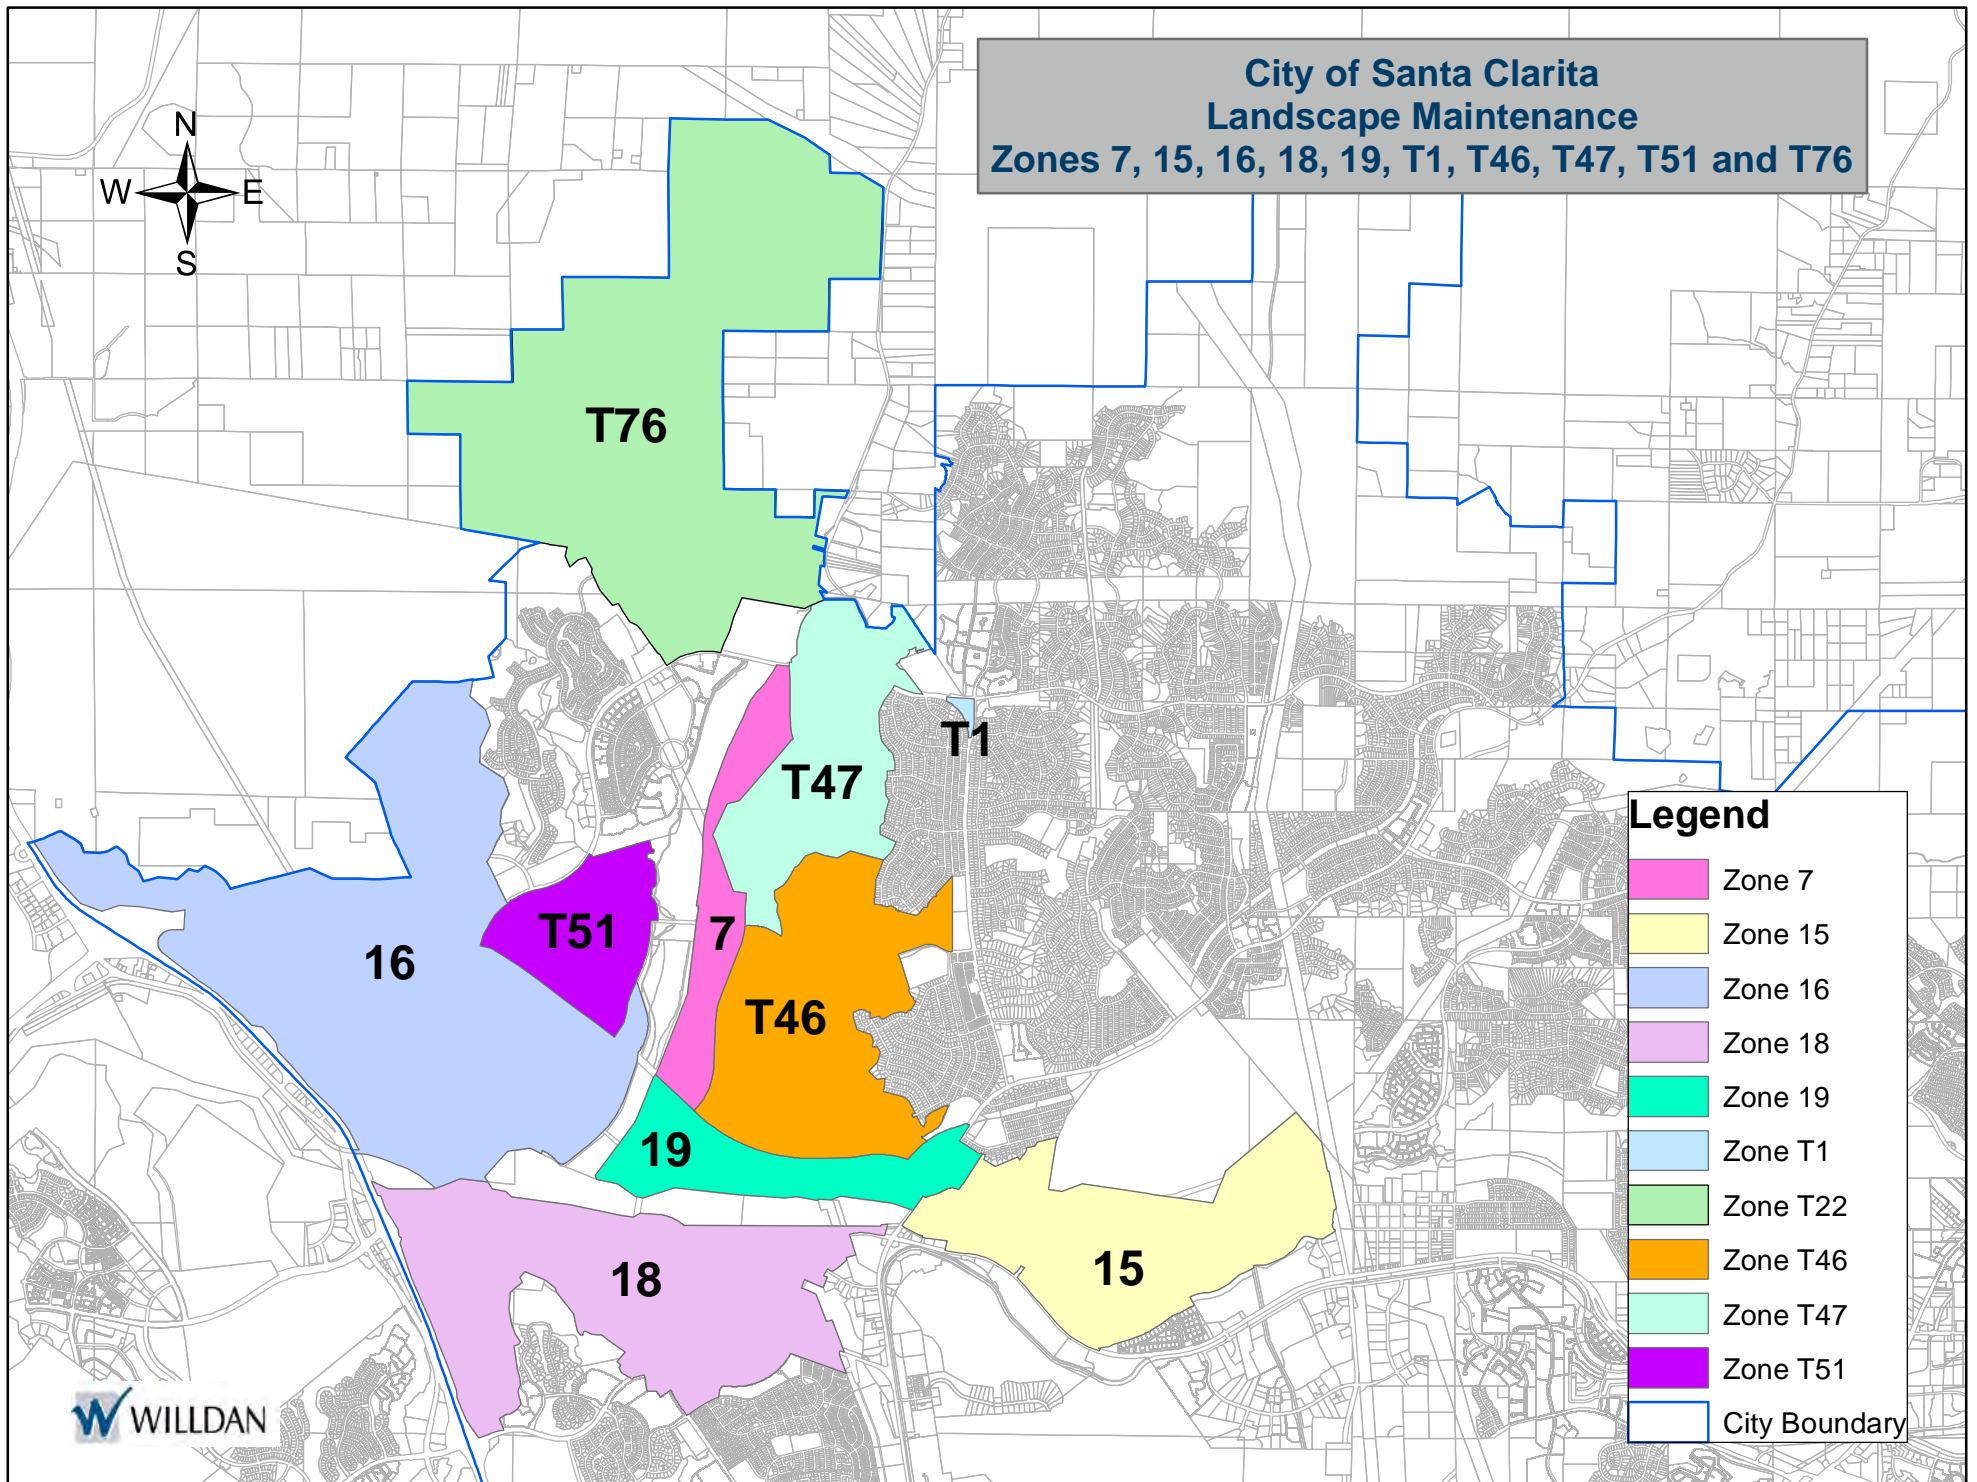 City of Santa Clarita
Landscape Maintenance
Zones 7, 15, 16, 18, 19, T1, T46, T47, T51 and T76
N
W
E
S
T76
T1
T47
7
T51
16
T46
19
18
15
Legend
Zone 7
Zone 15
Zone 16
Zone 18
Zone 19
Zone T1
Zone T22
Zone T46
Zone T47
Zone T51
City Boundary
W WILLDAN